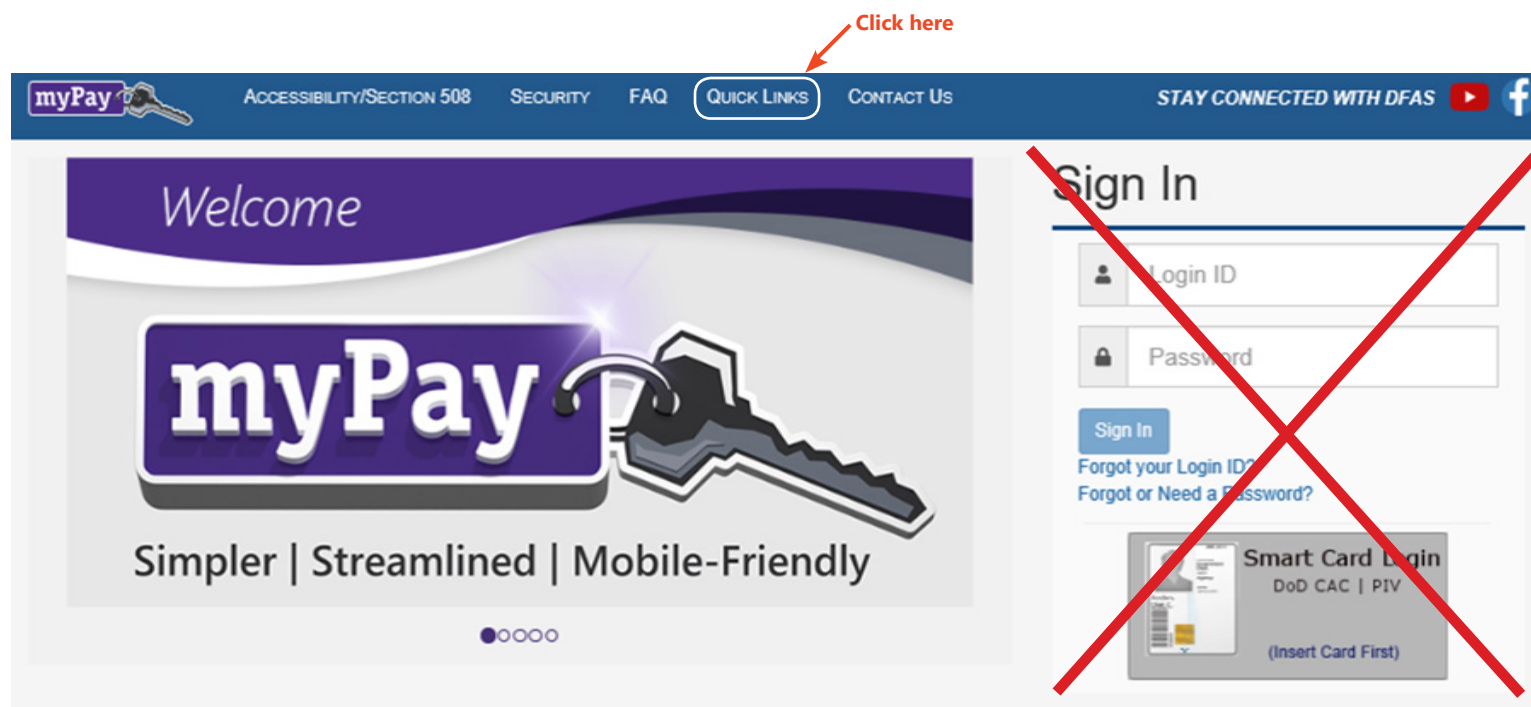 Click here
myPay
ACCESSIBILITY/SECTION 508 SECURITY FAQ QUICK LINKS CONTACT US
STAY CONNECTED WITH DFAS
Welcome
myPay
Simpler | Streamlined | Mobile-Friendly
Sign In
Login ID
Password
Sign In
Forgot your Login ID?
Forgot or Need a Password?
Smart Card Login
DoD CAC | PIV
(Insert Card First)